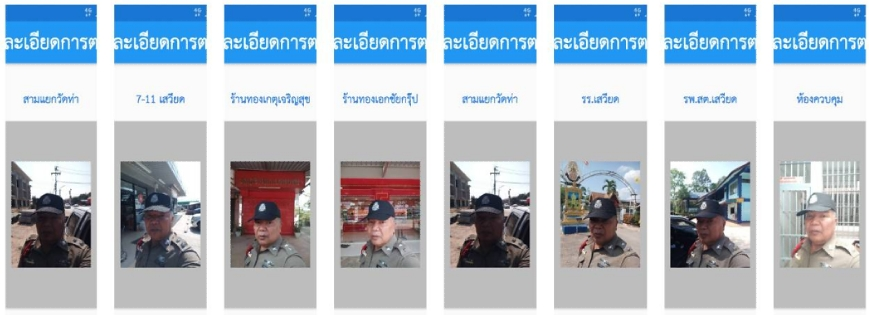 ละเอียดการต ละเอียดการต ละเอียดการต ละเอียดการต ละเอียดการต ละเอียดการต ละเอียดการต ละเอียดการต
สามแยกวัดท่า 7-11 เสวียด ร้านทองเกตุเจริญสุข ร้านทองเอกชัยกรุ๊ป สามแยกวัดท่า รร.เสวียด รพ.สต.เสวียด ห้องควบคุม